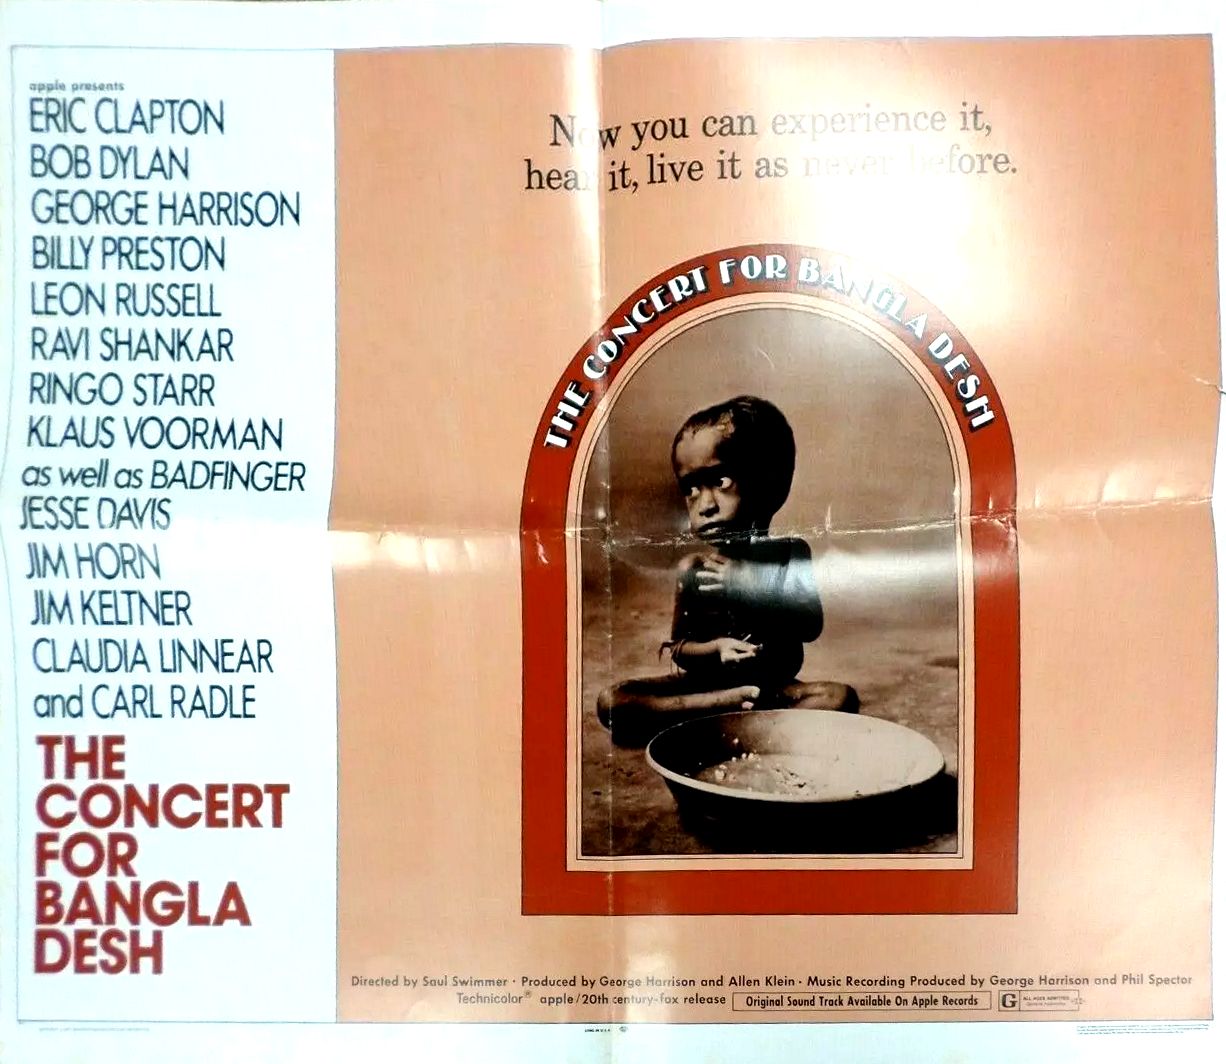 apple presents
ERIC CLAPTON
BOB DYLAN
GEORGE HARRISON
BILLY PRESTON
LEON RUSSELL
RAVI SHANKAR
RINGO STARR
KLAUS VOORMAN
as well as BADFINGER
JESSE DAVIS
JIM HORN
JIM KELTNER
CLAUDIA LINNEAR
and CARL RADLE
THE
CONCERT
FOR
BANGLA
DESH
Now you can experience it,
hear it, live it as never before.
THE CONCERT FOR BANGLA DESH
Directed by Saul Swimmer · Produced by George Harrison and Allen Klein · Music Recording Produced by George Harrison and Phil Spector
Technicolor® apple/20th century-fox release Original Sound Track Available On Apple Records G ALL AGES ADMITTED